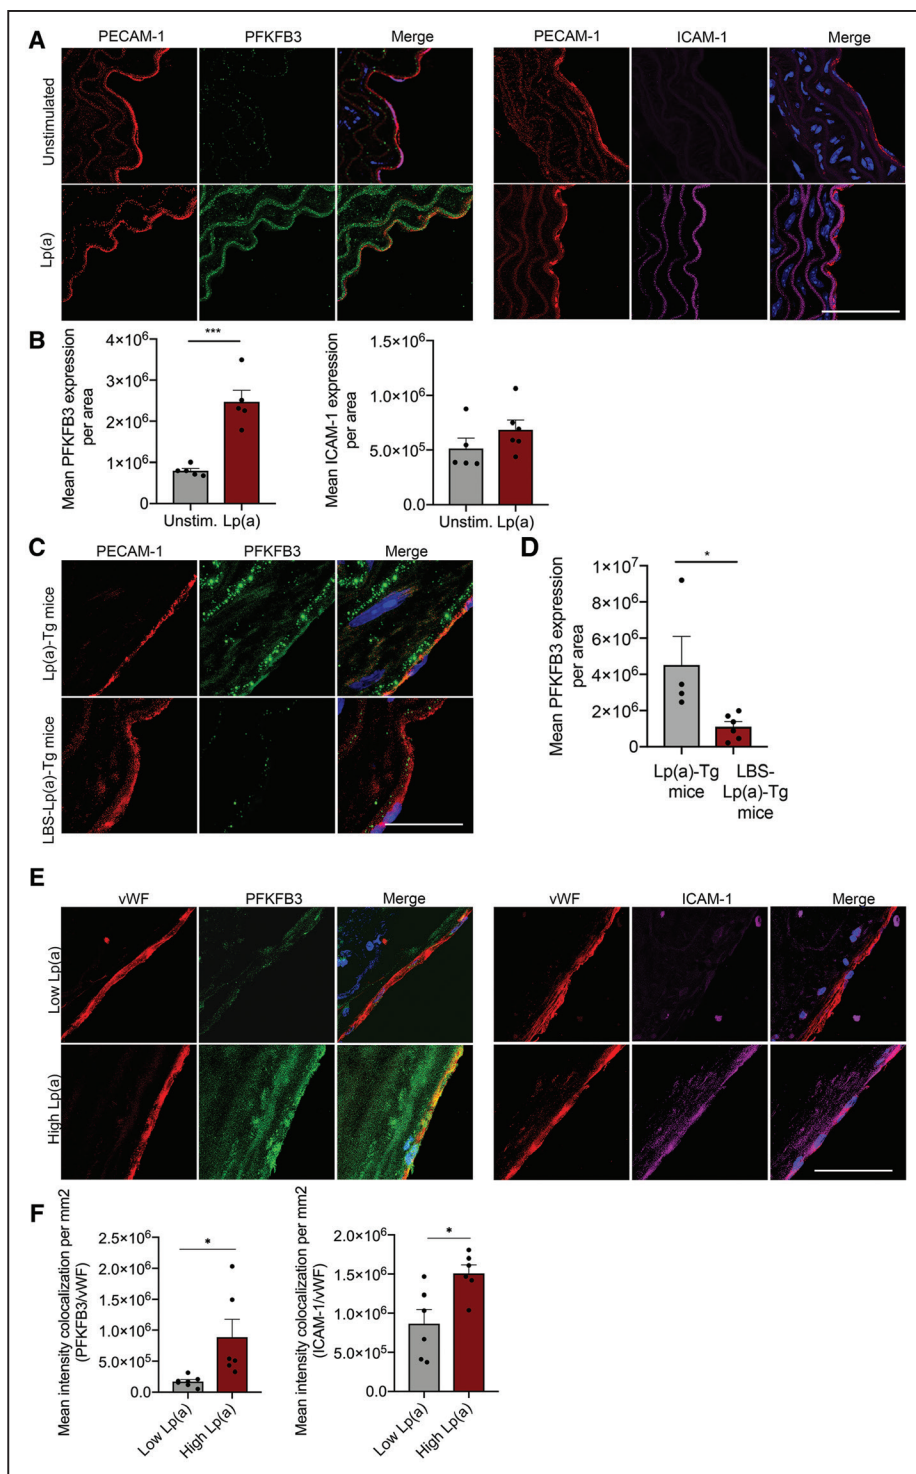 A
PECAM-1 PFKFB3 Merge PECAM-1 ICAM-1 Merge
Unstimulated
Lp(a)
B
Mean PFKFB3 expression
per area
4×10⁶
3×10⁶
2×10⁶
1×10⁶
0
***
Unstim. Lp(a)
Mean ICAM-1 expression
per area
1.5×10⁶
1.0×10⁶
5.0×10⁵
0.0
Unstim. Lp(a)
C
PECAM-1 PFKFB3 Merge
Lp(a)-Tg mice
LBS-Lp(a)-Tg mice
D
Mean PFKFB3 expression
per area
1×10⁷
8×10⁶
6×10⁶
4×10⁶
2×10⁶
0
*
Lp(a)-Tg
mice
LBS-
Lp(a)-Tg
mice
E
vWF PFKFB3 Merge vWF ICAM-1 Merge
Low Lp(a)
High Lp(a)
F
Mean intensity colocalization per mm2
(PFKFB3/vWF)
2.5×10⁶
2.0×10⁶
1.5×10⁶
1.0×10⁶
5.0×10⁵
0.0
*
Low Lp(a)
High Lp(a)
Mean intensity colocalization per mm2
(ICAM-1/vWF)
2.0×10⁶
1.5×10⁶
1.0×10⁶
5.0×10⁵
0.0
*
Low Lp(a)
High Lp(a)